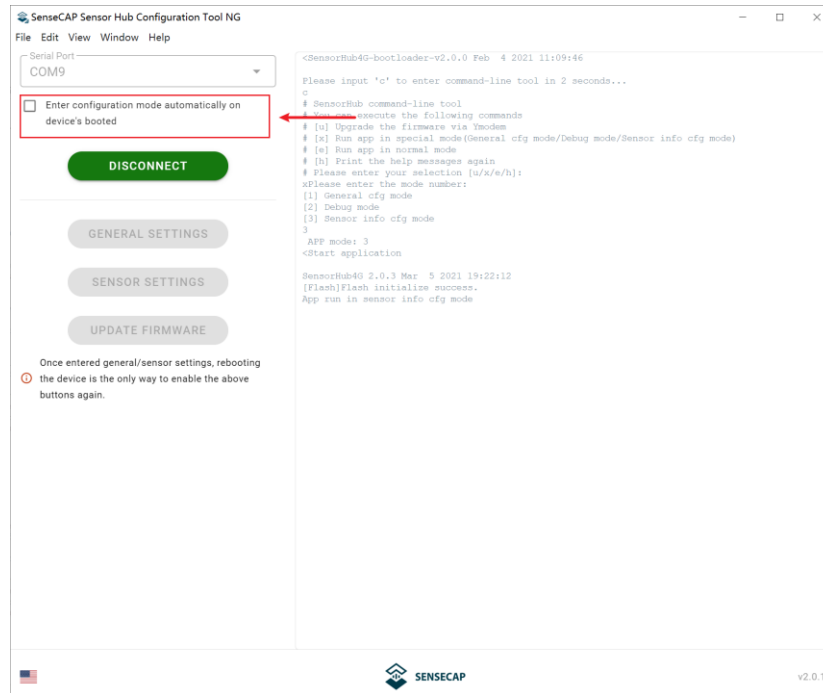 SenseCAP Sensor Hub Configuration Tool NG
File Edit View Window Help
Serial Port
COM9
Enter configuration mode automatically on
device's booted
DISCONNECT
GENERAL SETTINGS
SENSOR SETTINGS
UPDATE FIRMWARE
Once entered general/sensor settings, rebooting
the device is the only way to enable the above
buttons again.
<SensorHub4G-bootloader-v2.0.0 Feb 4 2021 11:09:46
Please input 'c' to enter command-line tool in 2 seconds...
c
# SensorHub command-line tool
# You can execute the following commands
# [u] Upgrade the firmware via Ymodem
# [x] Run app in special mode(General cfg mode/Debug mode/Sensor info cfg mode)
# [e] Run app in normal mode
# [h] Print the help messages again
# Please enter your selection [u/x/e/h]:
xPlease enter the mode number:
[1] General cfg mode
[2] Debug mode
[3] Sensor info cfg mode
3
APP mode: 3
<Start application
SensorHub4G 2.0.3 Mar 5 2021 19:22:12
[Flash]Flash initialize success.
App run in sensor info cfg mode
SENSECAP
v2.0.1